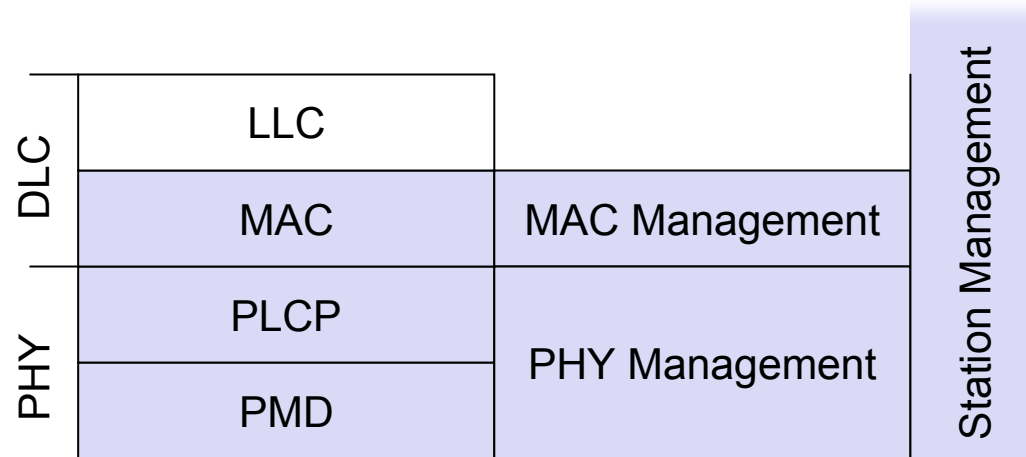 DLC
LLC
MAC
MAC Management
PHY
PLCP
PMD
PHY Management
Station Management